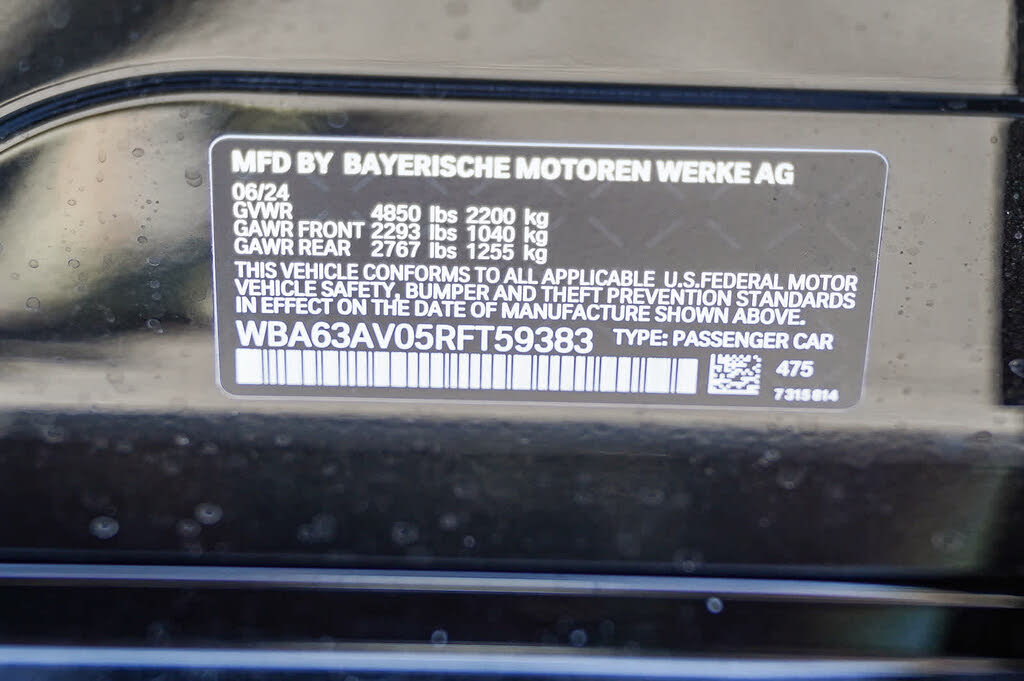 MFD BY BAYERISCHE MOTOREN WERKE AG
06/24
GVWR 4850 lbs 2200 kg
GAWR FRONT 2293 lbs 1040 kg
GAWR REAR 2767 lbs 1255 kg
THIS VEHICLE CONFORMS TO ALL APPLICABLE U.S.FEDERAL MOTOR
VEHICLE SAFETY, BUMPER AND THEFT PREVENTION STANDARDS
IN EFFECT ON THE DATE OF MANUFACTURE SHOWN ABOVE.
WBA63AV05RFT59383 TYPE: PASSENGER CAR
475
7315814